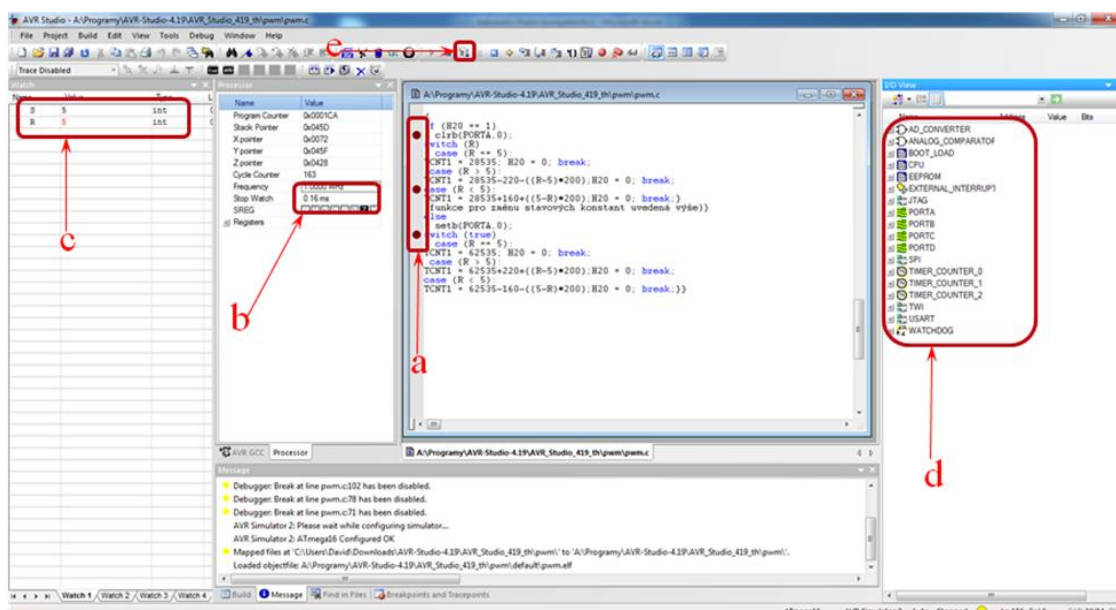 AVR Studio - A:\Programy\AVR-Studio-4.19\AVR_Studio_419_th\pwm\pwm.c
File Project Build Edit View Tools Debug Window Help
e
Trace Disabled
Watch
Name Value Type L
S 5 int
R 5 int
c
Processor
Name Value
Program Counter 0x0001CA
Stack Pointer 0x045D
X pointer 0x0072
Y pointer 0x045F
Z pointer 0x0428
Cycle Counter 163
Frequency 1.0000 MHz
Stop Watch 0.16 ms
SREG
Registers
b
AVR GCC Processor
A:\Programy\AVR-Studio-4.19\AVR_Studio_419_th\pwm\pwm.c
{
f (H20 == 1)
clrb(PORTA.0);
witch (R)
case (R == 5):
TCNT1 = 28535; H20 = 0; break;
case (R > 5):
TCNT1 = 28535-220-((R-5)*200);H20 = 0; break;
case (R < 5):
TCNT1 = 28535+160+((5-R)*200);H20 = 0; break;}
funkce pro změnu stavových konstant uvedená výše}}
else
setb(PORTA.0);
witch (true)
case (R == 5):
TCNT1 = 62535; H20 = 0; break;
case (R > 5):
TCNT1 = 62535+220+((R-5)*200);H20 = 0; break;
case (R < 5):
TCNT1 = 62535-160-((5-R)*200);H20 = 0; break;}}
a
A:\Programy\AVR-Studio-4.19\AVR_Studio_419_th\pwm\pwm.c
I/O View
Name Address Value Bits
AD_CONVERTER
ANALOG_COMPARATOR
BOOT_LOAD
CPU
EEPROM
EXTERNAL_INTERRUPT
JTAG
PORTA
PORTB
PORTC
PORTD
SPI
TIMER_COUNTER_0
TIMER_COUNTER_1
TIMER_COUNTER_2
TWI
USART
WATCHDOG
d
Message
Debugger: Break at line pwm.c:102 has been disabled.
Debugger: Break at line pwm.c:78 has been disabled.
Debugger: Break at line pwm.c:71 has been disabled.
AVR Simulator 2: Please wait while configuring simulator...
AVR Simulator 2: ATmega16 Configured OK
Mapped files at 'C:\Users\David\Downloads\AVR-Studio-4.19\AVR_Studio_419_th\pwm\' to 'A:\Programy\AVR-Studio-4.19\AVR_Studio_419_th\pwm\'.
Loaded objectfile: A:\Programy\AVR-Studio-4.19\AVR_Studio_419_th\pwm\default\pwm.elf
Build Message Find in Files Breakpoints and Tracepoints
Watch 1 Watch 2 Watch 3 Watch 4